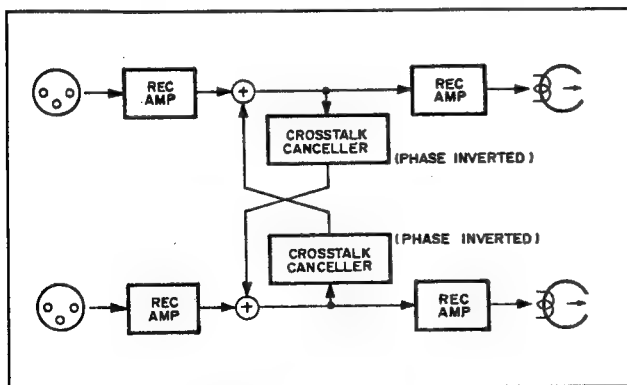 REC
AMP
REC
AMP
CROSSTALK
CANCELLER
(PHASE INVERTED)
CROSSTALK
CANCELLER
(PHASE INVERTED)
REC
AMP
REC
AMP